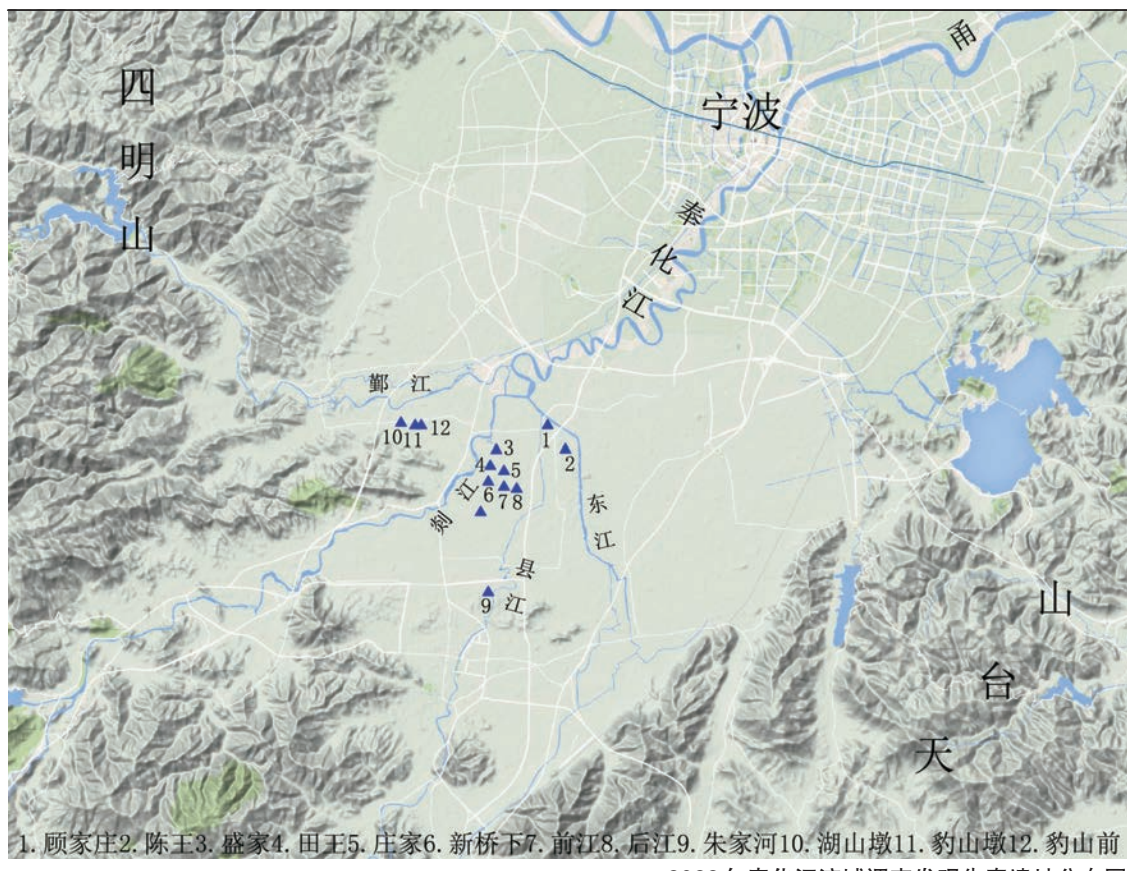 四明山
宁波
甬
奉化江
鄞江
10 11 12
1
2
3
4
5
6
7 8
剡江
东江
县江
9
天台山
1. 顾家庄2. 陈王3. 盛家4. 田王5. 庄家6. 新桥下7. 前江8. 后江9. 朱家河10. 湖山墩11. 豹山墩12. 豹山前